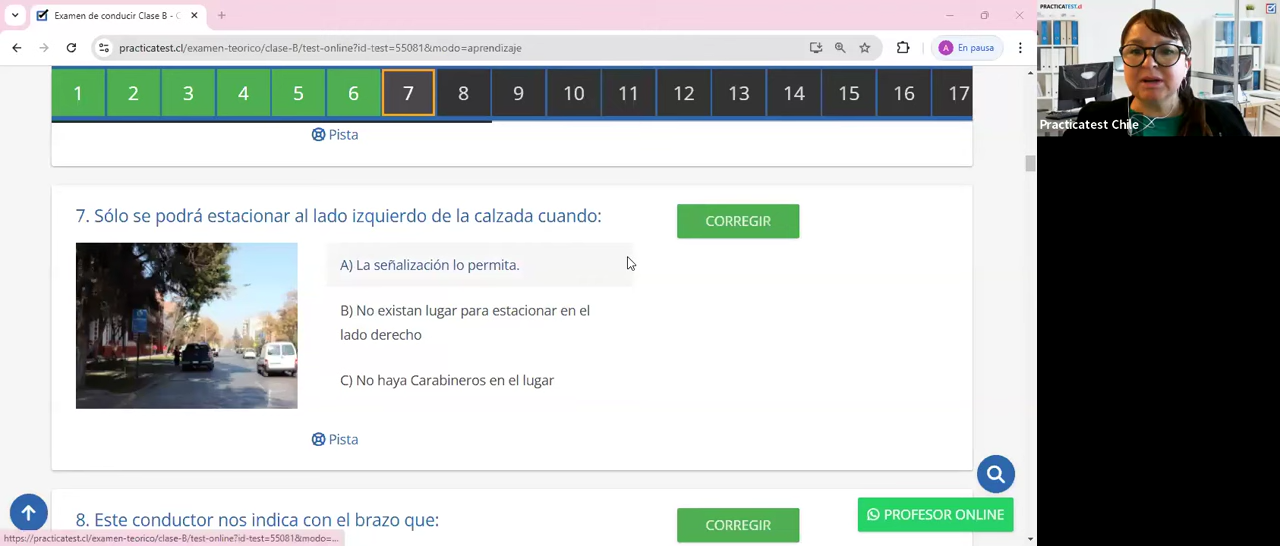 Examen de conducir Clase B - C
practicatest.cl/examen-teorico/clase-B/test-online?id-test=55081&modo=aprendizaje
A En pausa
PRACTICATEST.cl
Practicatest Chile
1 2 3 4 5 6 7 8 9 10 11 12 13 14 15 16 17
Pista
7. Sólo se podrá estacionar al lado izquierdo de la calzada cuando:
CORREGIR
A) La señalización lo permita.
B) No existan lugar para estacionar en el
lado derecho
C) No haya Carabineros en el lugar
Pista
8. Este conductor nos indica con el brazo que:
CORREGIR
PROFESOR ONLINE
https://practicatest.cl/examen-teorico/clase-B/test-online?id-test=55081&modo=...